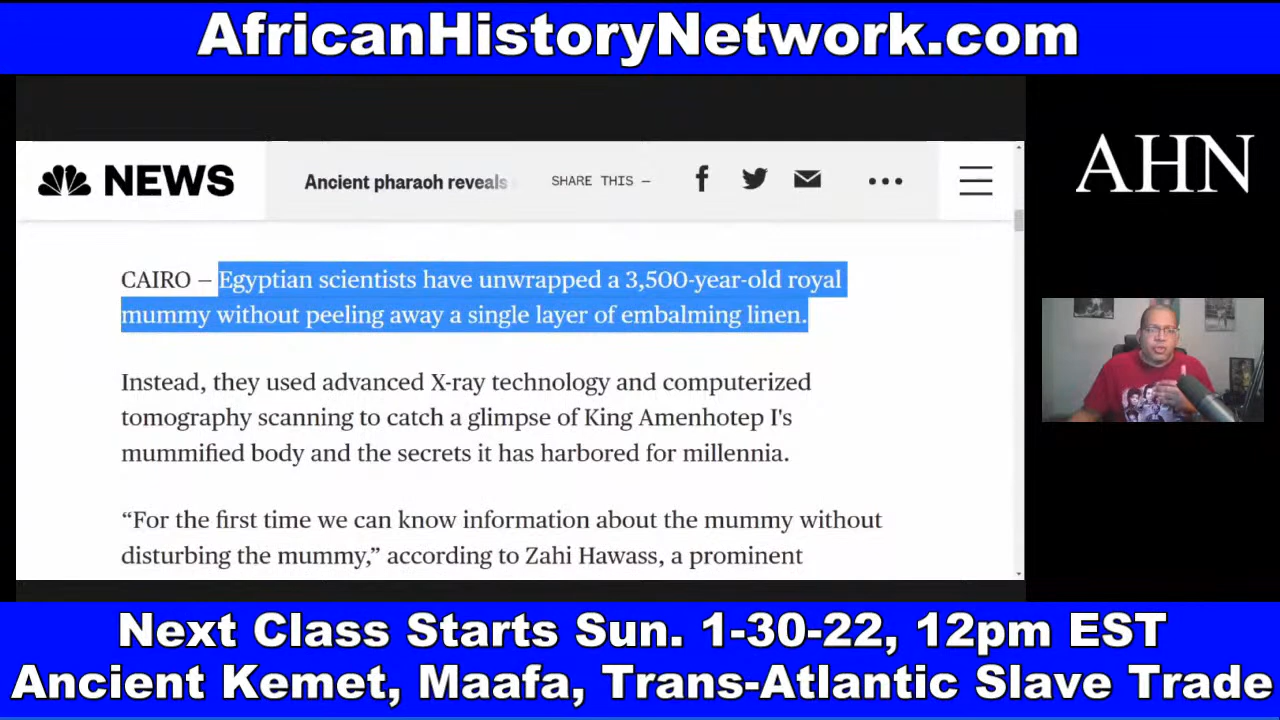 AfricanHistoryNetwork.com
NEWS
Ancient pharaoh reveals
SHARE THIS –
AHN
CAIRO – Egyptian scientists have unwrapped a 3,500-year-old royal
mummy without peeling away a single layer of embalming linen.
Instead, they used advanced X-ray technology and computerized
tomography scanning to catch a glimpse of King Amenhotep I's
mummified body and the secrets it has harbored for millennia.
“For the first time we can know information about the mummy without
disturbing the mummy,” according to Zahi Hawass, a prominent
Next Class Starts Sun. 1-30-22, 12pm EST
Ancient Kemet, Maafa, Trans-Atlantic Slave Trade